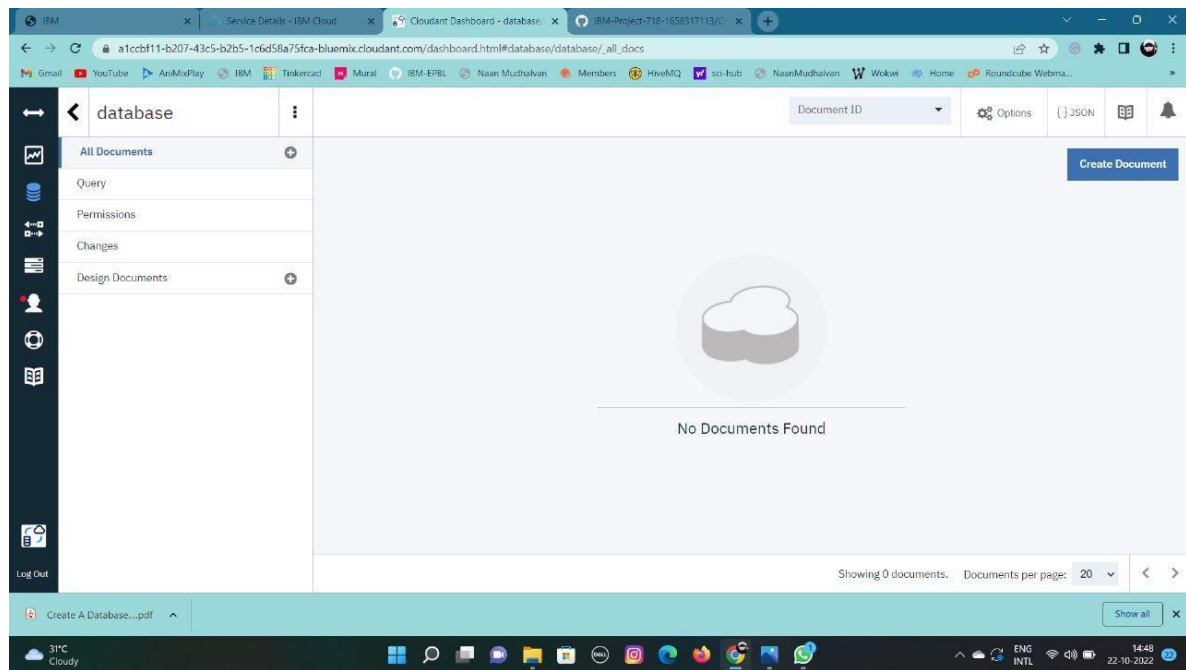 IBM
Service Details - IBM Cloud
Cloudant Dashboard - database/
IBM-Project-718-1658317113/Cr
a1ccbf11-b207-43c5-b2b5-1c6d58a75fca-bluemix.cloudant.com/dashboard.html#database/database/_all_docs
Gmail YouTube AniMixPlay IBM Tinkercad Mural IBM-EPBL Naan Mudhalvan Members HiveMQ sci-hub NaanMudhalvan Wokwi Home Roundcube Webma...
database
Document ID
Options
{ } JSON
All Documents
Create Document
Query
Permissions
Changes
Design Documents
No Documents Found
Log Out
Showing 0 documents. Documents per page: 20
Create A Database....pdf
Show all
31°C
Cloudy
ENG
INTL
14:48
22-10-2022
22